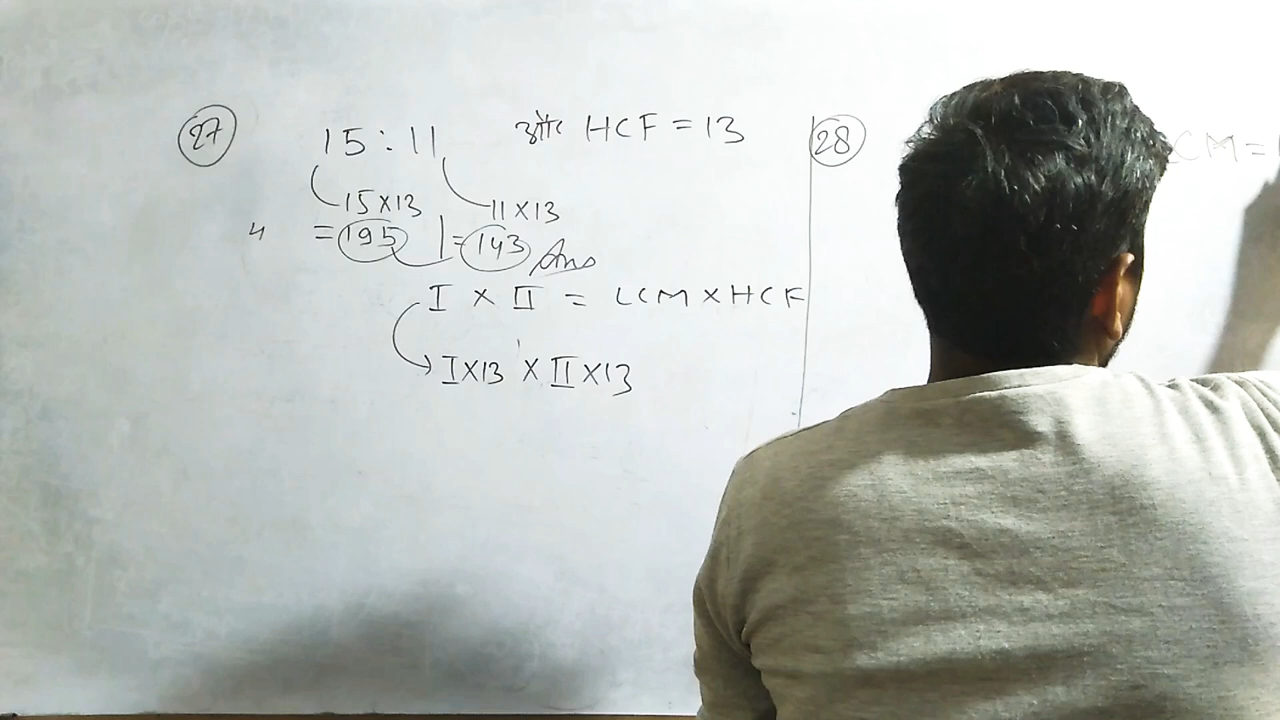 27 15 : 11 और HCF = 13
15 X 13 11 X 13
= 195 | = 143 Ans
I X II = LCM X HCF
I X 13 X II X 13
28
CM =